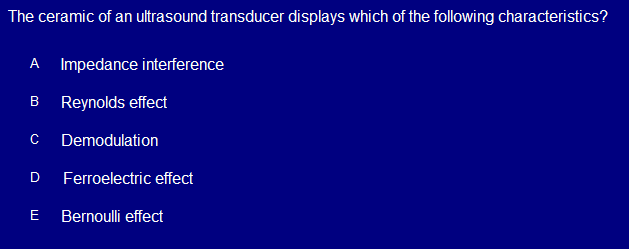 The ceramic of an ultrasound transducer displays which of the following characteristics?
A Impedance interference
B Reynolds effect
C Demodulation
D Ferroelectric effect
E Bernoulli effect